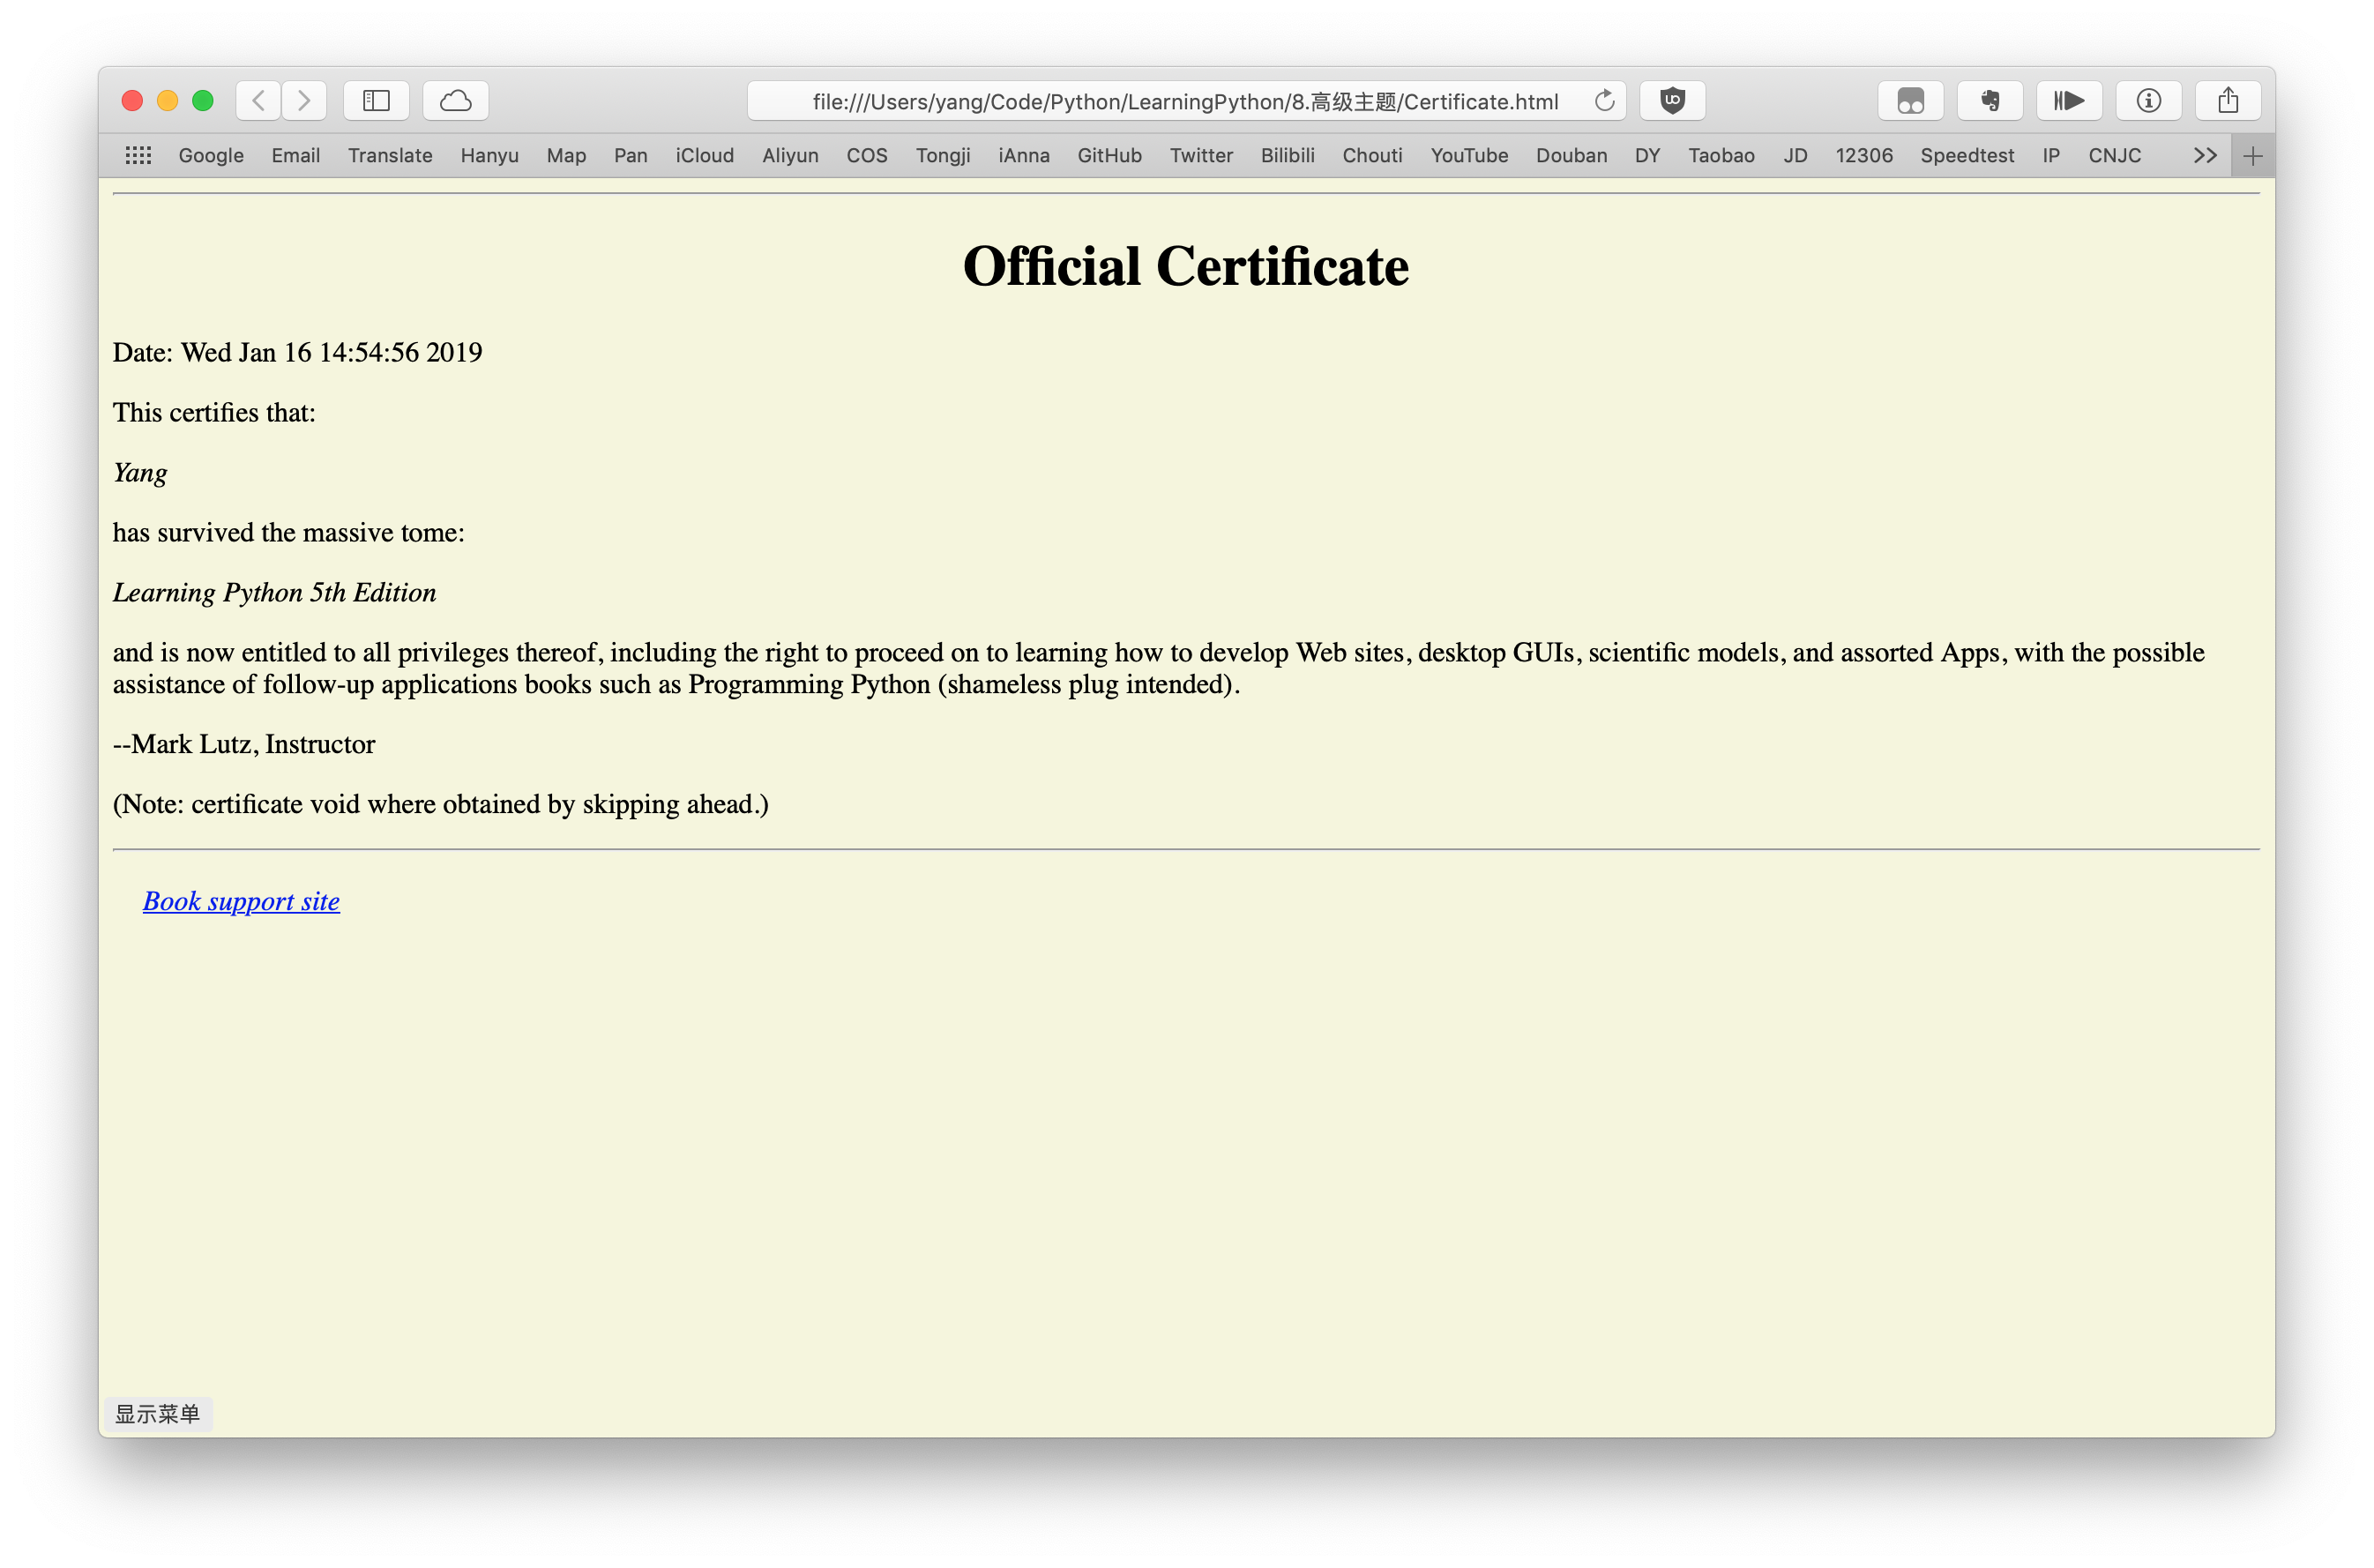 file:///Users/yang/Code/Python/LearningPython/8.高级主题/Certificate.html
Google Email Translate Hanyu Map Pan iCloud Aliyun COS Tongji iAnna GitHub Twitter Bilibili Chouti YouTube Douban DY Taobao JD 12306 Speedtest IP CNJC
Official Certificate
Date: Wed Jan 16 14:54:56 2019
This certifies that:
Yang
has survived the massive tome:
Learning Python 5th Edition
and is now entitled to all privileges thereof, including the right to proceed on to learning how to develop Web sites, desktop GUIs, scientific models, and assorted Apps, with the possible
assistance of follow-up applications books such as Programming Python (shameless plug intended).
--Mark Lutz, Instructor
(Note: certificate void where obtained by skipping ahead.)
Book support site
显示菜单